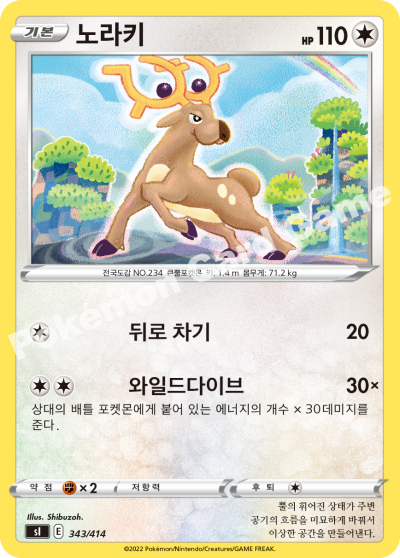 기본 노라키 HP 110
전국도감 NO.234 큰뿔포켓몬 키: 1.4 m 몸무게: 71.2 kg
뒤로 차기 20
와일드다이브 30×
상대의 배틀 포켓몬에게 붙어 있는 에너지의 개수 × 30데미지를
준다.
약점 ×2 저항력 후퇴
Illus. Shibuzoh.
sI E 343/414
뿔의 휘어진 상태가 주변
공기의 흐름을 미묘하게 바꿔서
이상한 공간을 만들어낸다.
©2022 Pokémon/Nintendo/Creatures/GAME FREAK.
Pokémon Card Game